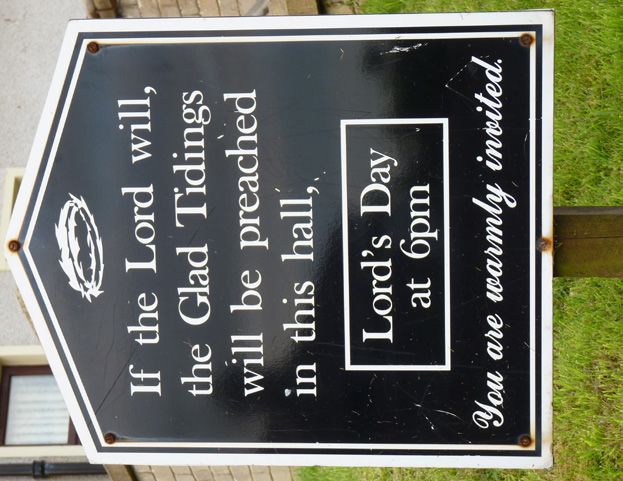 If the Lord will,
the Glad Tidings
will be preached
in this hall,
Lord's Day
at 6pm
You are warmly invited.